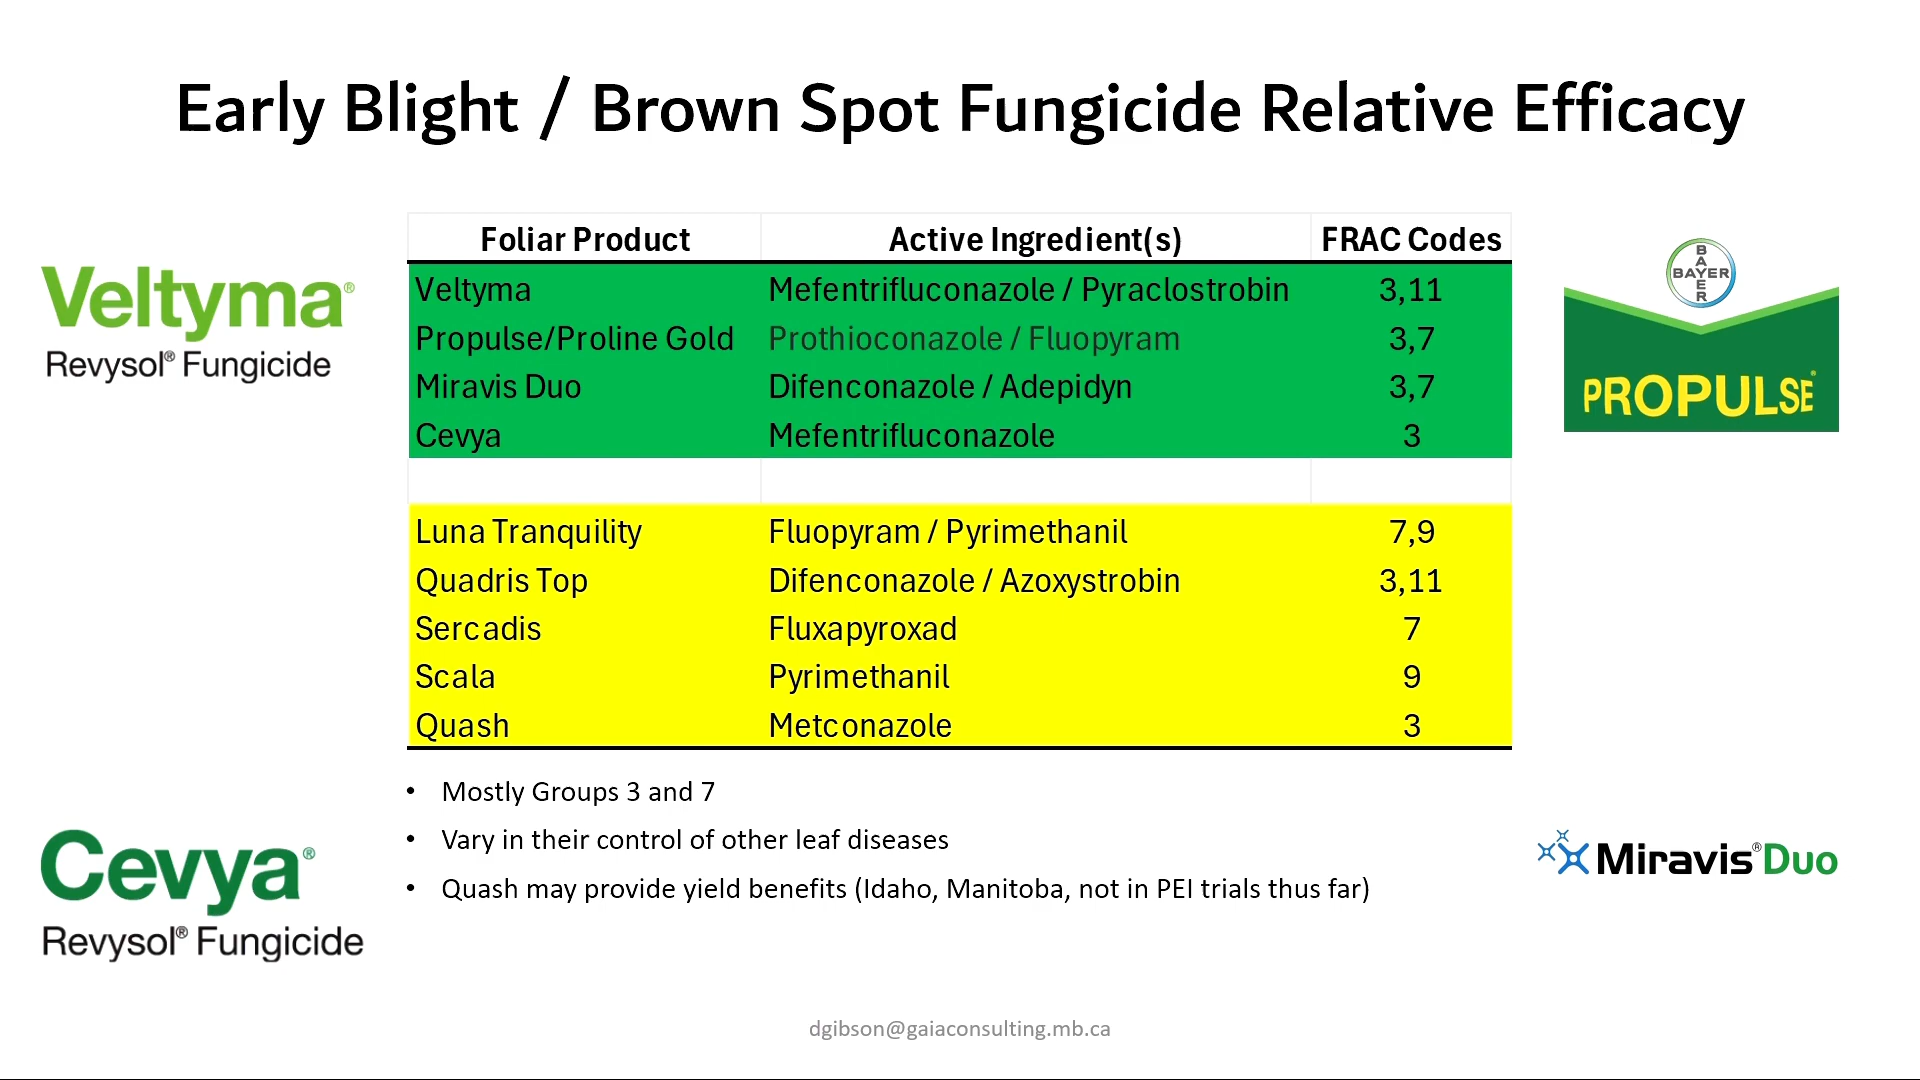 Early Blight / Brown Spot Fungicide Relative Efficacy
Veltyma®
Revysol® Fungicide
Foliar Product Active Ingredient(s) FRAC Codes
Veltyma Mefentrifluconazole / Pyraclostrobin 3,11
Propulse/Proline Gold Prothioconazole / Fluopyram 3,7
Miravis Duo Difenconazole / Adepidyn 3,7
Cevya Mefentrifluconazole 3
Luna Tranquility Fluopyram / Pyrimethanil 7,9
Quadris Top Difenconazole / Azoxystrobin 3,11
Sercadis Fluxapyroxad 7
Scala Pyrimethanil 9
Quash Metconazole 3
BAYER
BAYER
PROPULSE®
• Mostly Groups 3 and 7
• Vary in their control of other leaf diseases
• Quash may provide yield benefits (Idaho, Manitoba, not in PEI trials thus far)
Cevya®
Revysol® Fungicide
Miravis® Duo
dgibson@gaiaconsulting.mb.ca